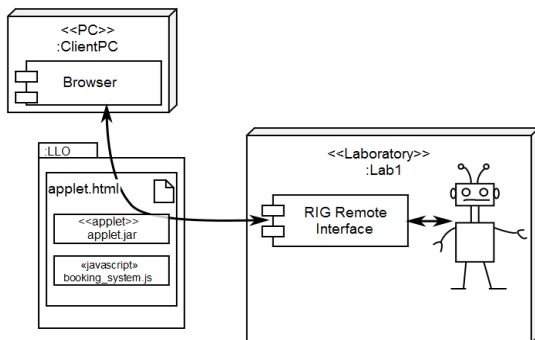 <<PC>>
:ClientPC
Browser
:LLO
applet.html
<<applet>>
applet.jar
«javascript»
booking_system.js
<<Laboratory>>
:Lab1
RIG Remote
Interface